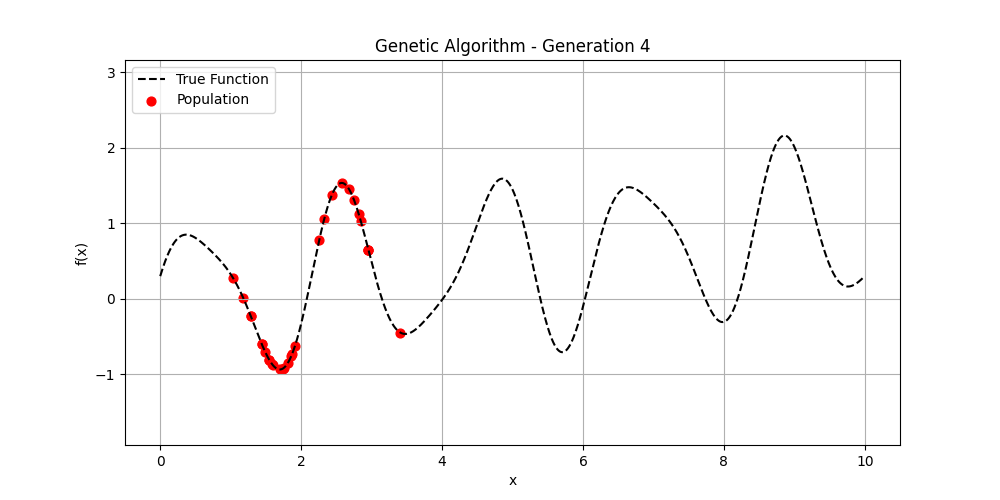 Genetic Algorithm - Generation 4
True Function
Population
3
2
1
0
−1
f(x)
0 2 4 6 8 10
x